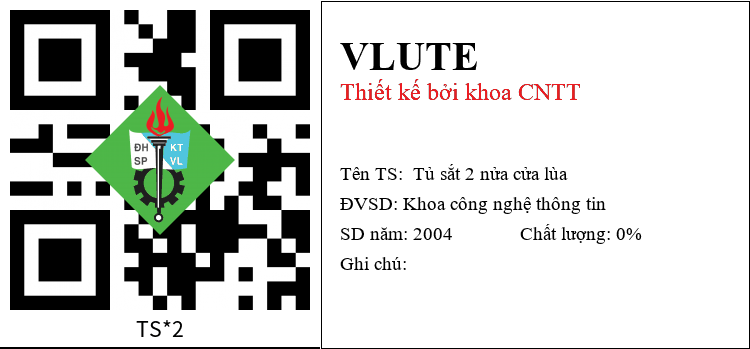 ĐH KT
SP VL
TS*2
VLUTE
Thiết kế bởi khoa CNTT
Tên TS: Tủ sắt 2 nửa cửa lùa
ĐVSD: Khoa công nghệ thông tin
SD năm: 2004 Chất lượng: 0%
Ghi chú: